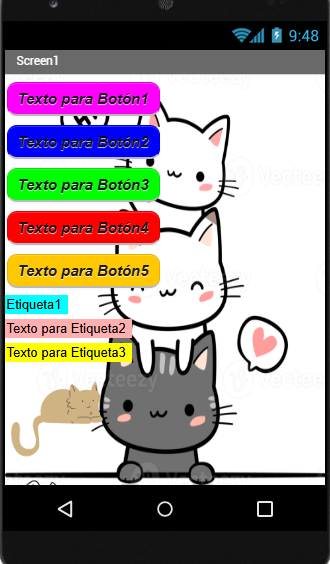 9:48
Screen1
Texto para Botón1
Texto para Botón2
Texto para Botón3
Texto para Botón4
Texto para Botón5
Etiqueta1
Texto para Etiqueta2
Texto para Etiqueta3
Vecteezy
Vecteezy